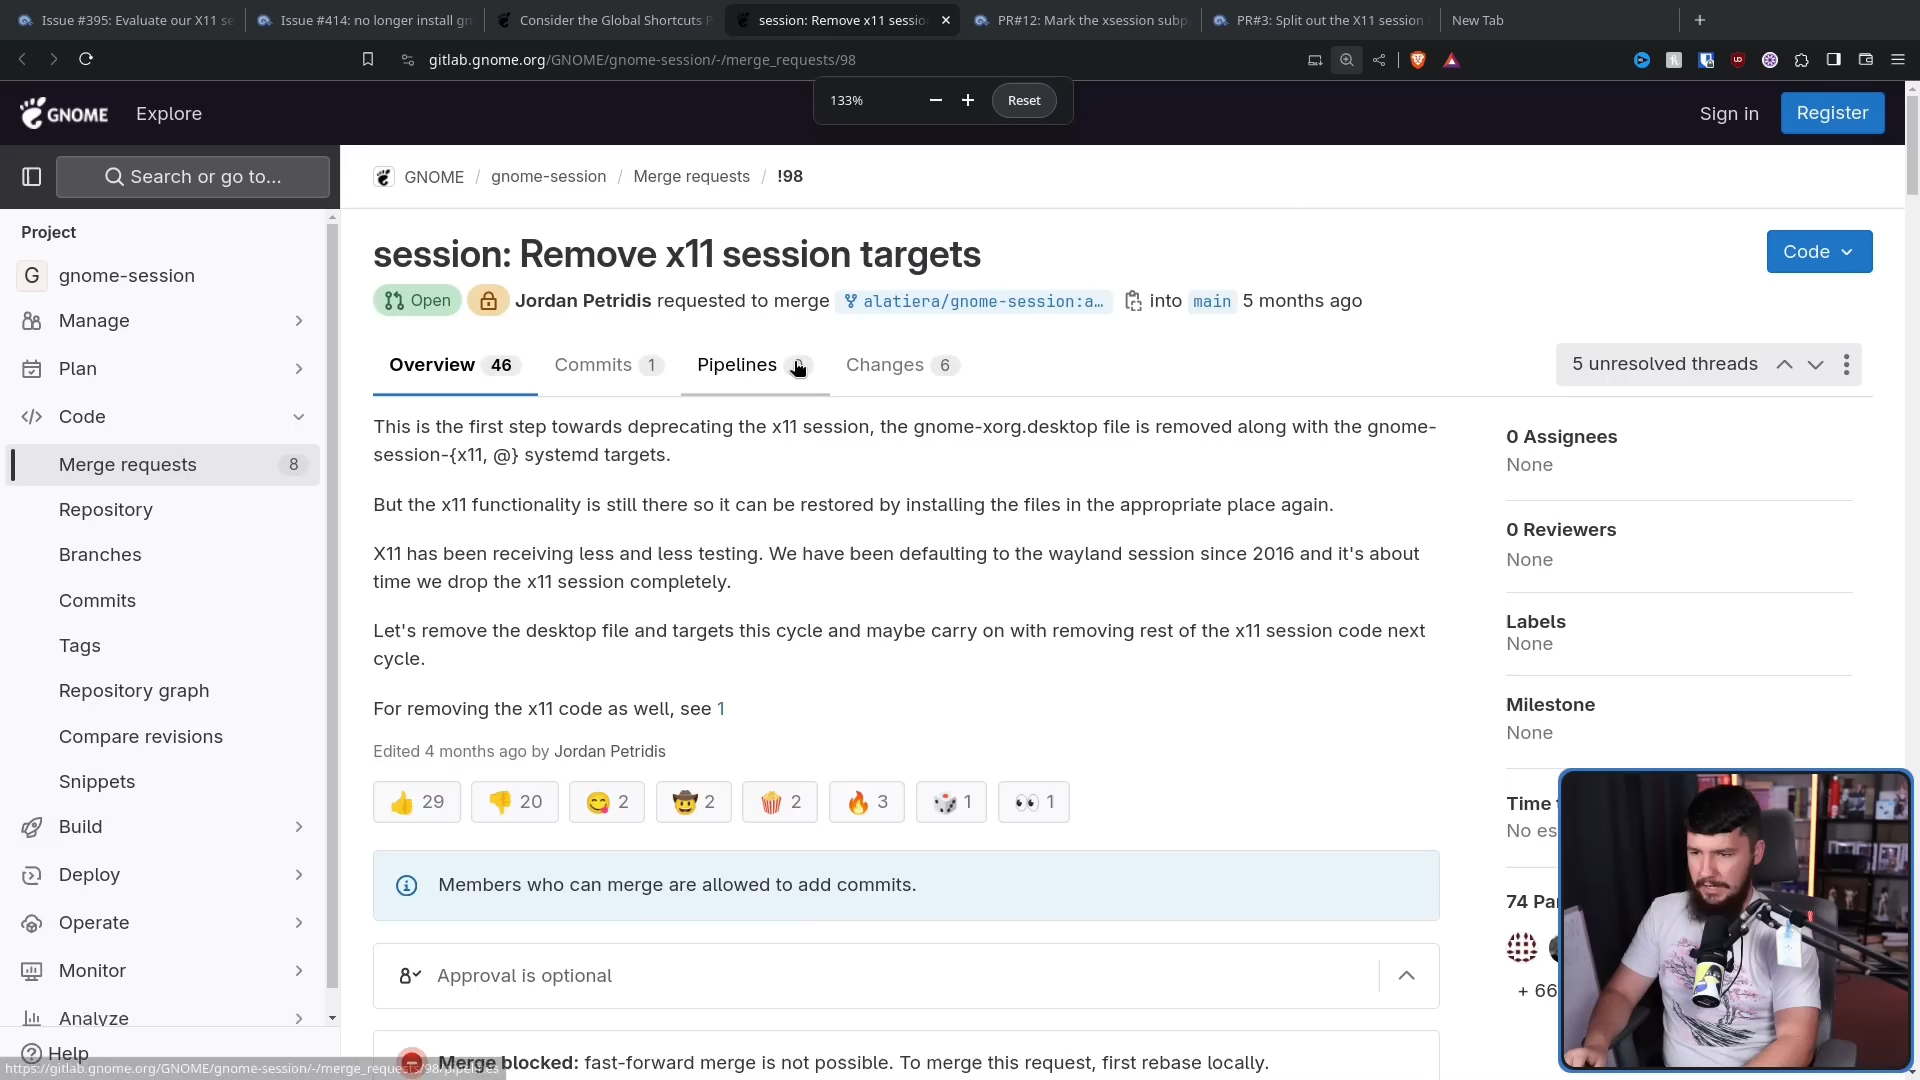 Issue #395: Evaluate our X11 se
Issue #414: no longer install gn
Consider the Global Shortcuts P
session: Remove x11 sessio
PR#12: Mark the xsession subp
PR#3: Split out the X11 session
New Tab
gitlab.gnome.org/GNOME/gnome-session/-/merge_requests/98
133%
Reset
GNOME
Explore
Sign in
Register
Search or go to...
GNOME / gnome-session / Merge requests / !98
Project
G gnome-session
Manage
Plan
Code
Merge requests 8
Repository
Branches
Commits
Tags
Repository graph
Compare revisions
Snippets
Build
Deploy
Operate
Monitor
Analyze
Help
session: Remove x11 session targets
Code
Open Jordan Petridis requested to merge alatiera/gnome-session:a… into main 5 months ago
Overview 46 Commits 1 Pipelines Changes 6
5 unresolved threads
This is the first step towards deprecating the x11 session, the gnome-xorg.desktop file is removed along with the gnome-
session-{x11, @} systemd targets.
But the x11 functionality is still there so it can be restored by installing the files in the appropriate place again.
X11 has been receiving less and less testing. We have been defaulting to the wayland session since 2016 and it's about
time we drop the x11 session completely.
Let's remove the desktop file and targets this cycle and maybe carry on with removing rest of the x11 session code next
cycle.
For removing the x11 code as well, see 1
Edited 4 months ago by Jordan Petridis
29 20 2 2 2 3 1 1
Members who can merge are allowed to add commits.
Approval is optional
Merge blocked: fast-forward merge is not possible. To merge this request, first rebase locally.
0 Assignees
None
0 Reviewers
None
Labels
None
Milestone
None
Time
No es
74 Par
+ 66
https://gitlab.gnome.org/GNOME/gnome-session/-/merge_requests/98/pipelines